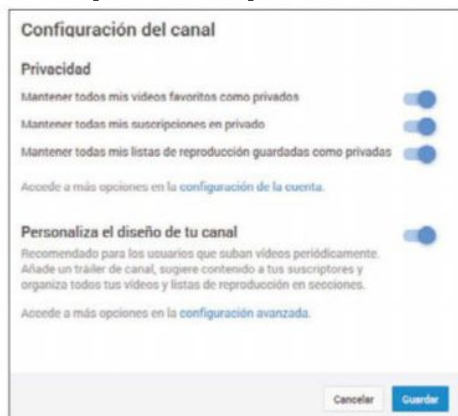 Configuración del canal
Privacidad
Mantener todos mis vídeos favoritos como privados
Mantener todas mis suscripciones en privado
Mantener todas mis listas de reproducción guardadas como privadas
Accede a más opciones en la configuración de la cuenta.
Personaliza el diseño de tu canal
Recomendado para los usuarios que suban vídeos periódicamente.
Añade un tráiler de canal, sugiere contenido a tus suscriptores y
organiza todos tus vídeos y listas de reproducción en secciones.
Accede a más opciones en la configuración avanzada.
Cancelar Guardar